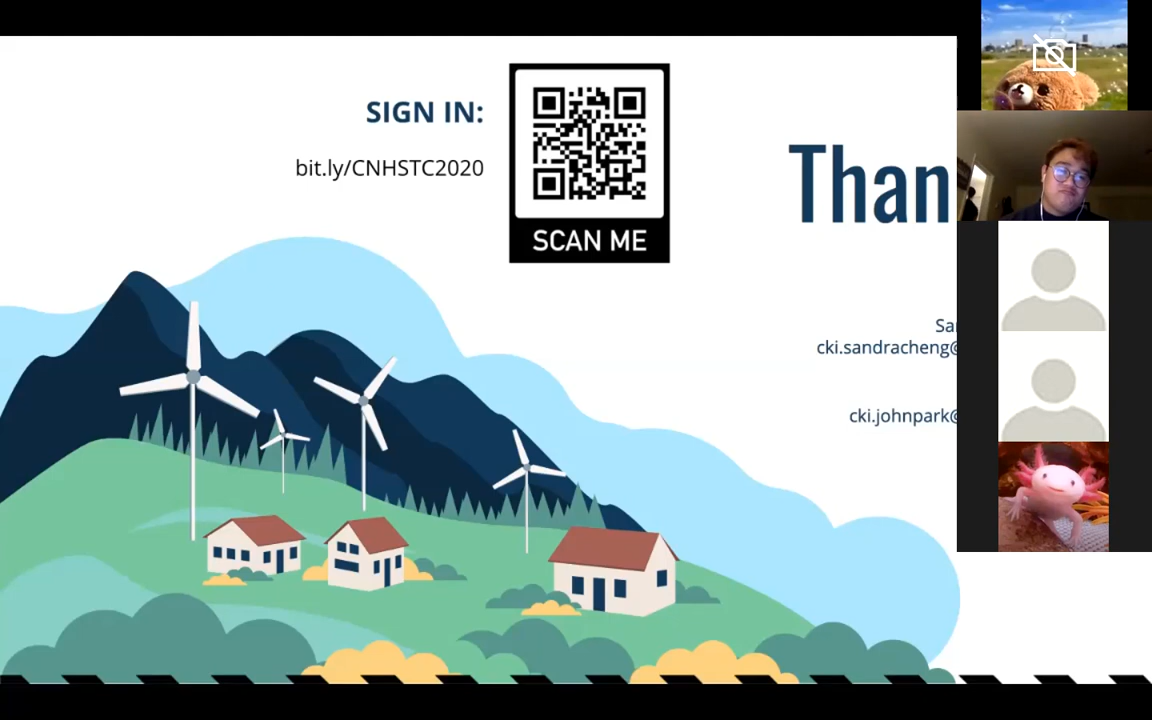 SIGN IN:
bit.ly/CNHSTC2020
SCAN ME
Than
Sa
cki.sandracheng@
cki.johnpark@